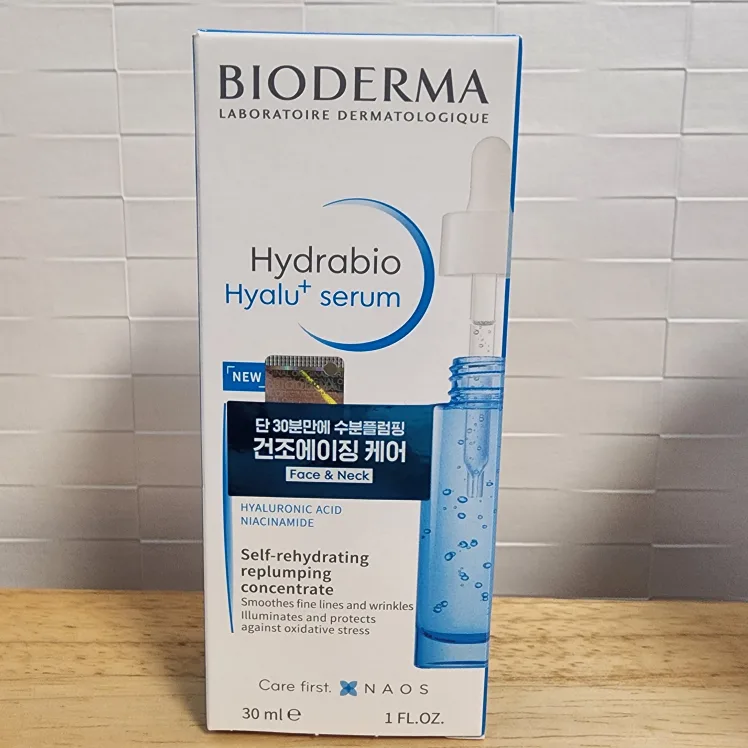 BIODERMA
LABORATOIRE DERMATOLOGIQUE
Hydrabio
Hyalu+ serum
NEW
BIODERMA
단 30분만에 수분플럼핑
건조에이징 케어
Face & Neck
HYALURONIC ACID
NIACINAMIDE
Self-rehydrating
replumping
concentrate
Smoothes fine lines and wrinkles
Illuminates and protects
against oxidative stress
Care first. NAOS
30 ml ℮ 1 FL.OZ.